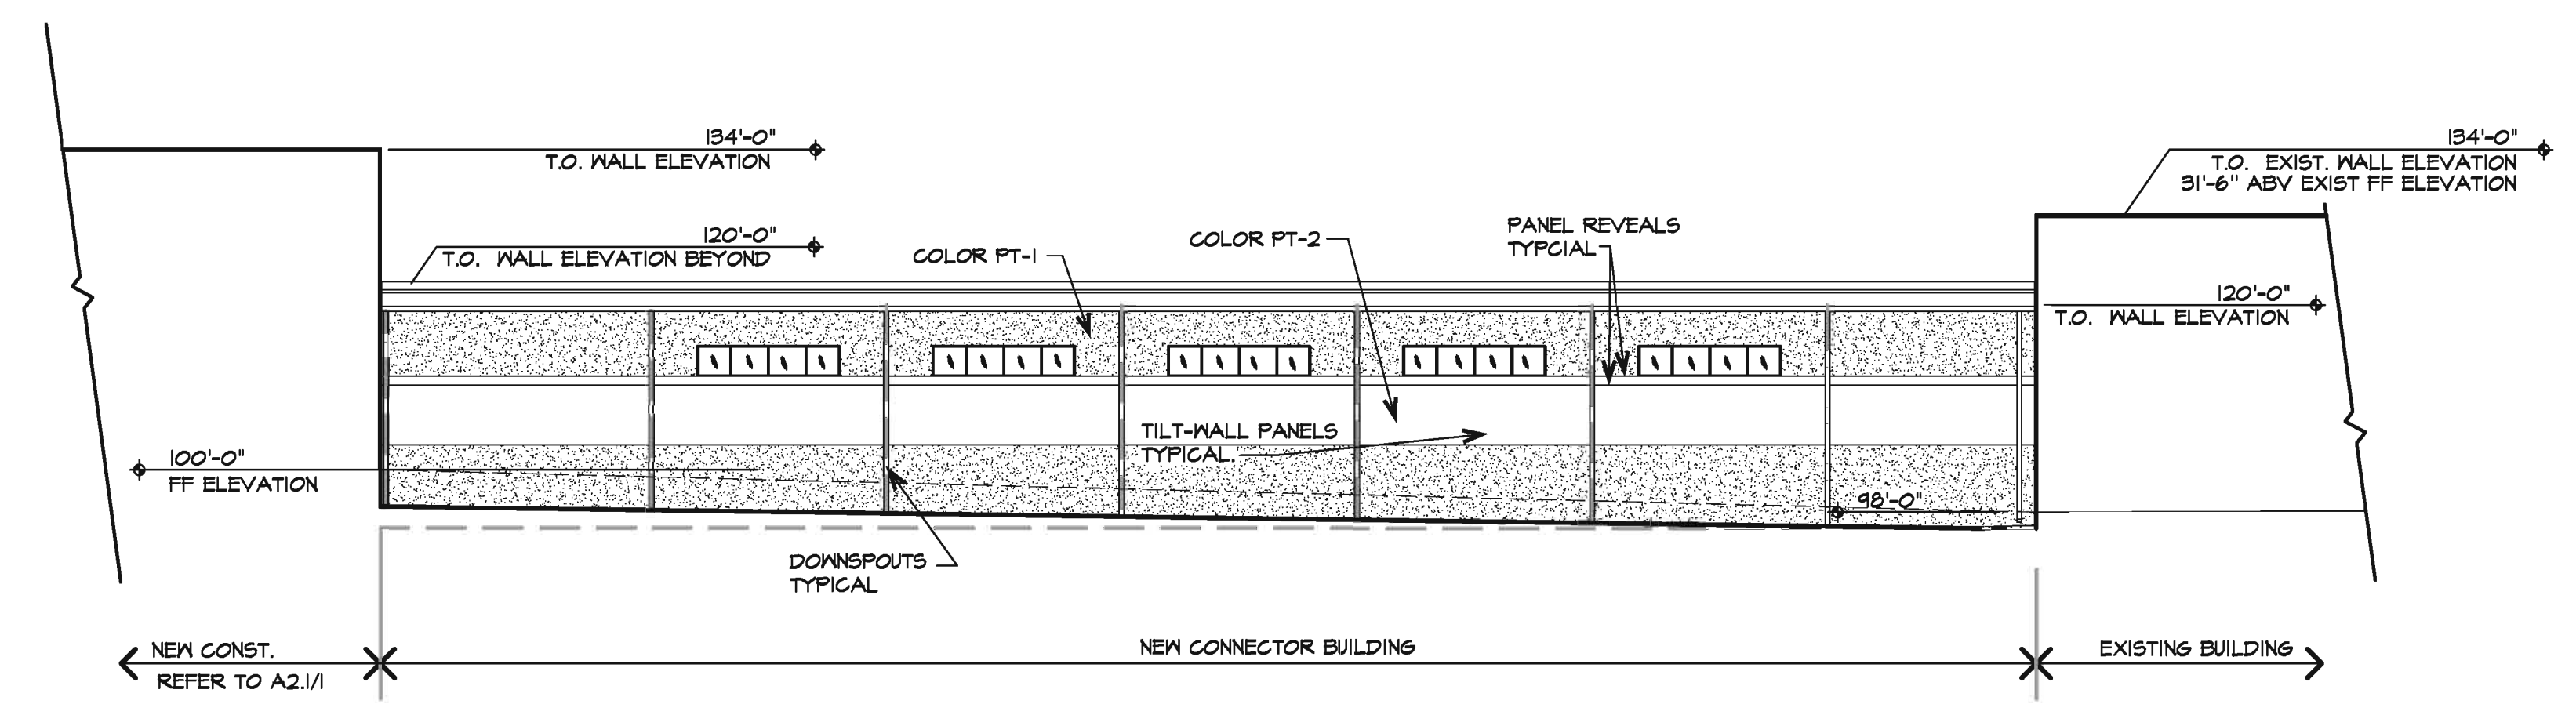 134'-0"
T.O. WALL ELEVATION
134'-0"
T.O. EXIST. WALL ELEVATION
31'-6" ABV EXIST FF ELEVATION
120'-0"
T.O. WALL ELEVATION BEYOND
COLOR PT-1
COLOR PT-2
PANEL REVEALS
TYPCIAL
120'-0"
T.O. WALL ELEVATION
TILT-WALL PANELS
TYPICAL.
100'-0"
FF ELEVATION
98'-0"
DOWNSPOUTS
TYPICAL
NEW CONST.
REFER TO A2.1/1
NEW CONNECTOR BUILDING
EXISTING BUILDING